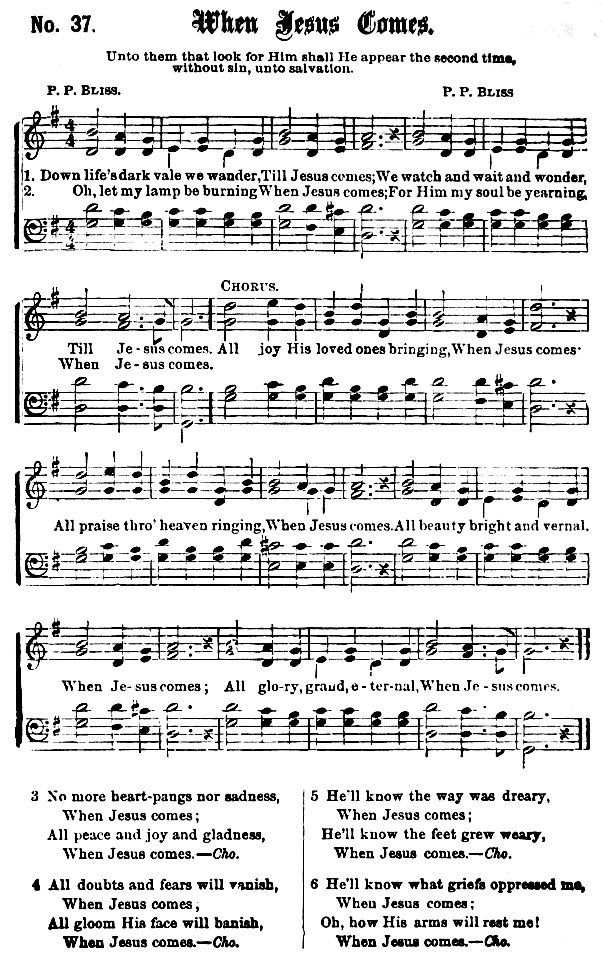 No. 37.
When Jesus Comes.
Unto them that look for Him shall He appear the second time,
without sin, unto salvation.
P. P. BLISS.
P. P. BLISS
1. Down life's dark vale we wander, Till Jesus comes; We watch and wait and wonder,
2. Oh, let my lamp be burning When Jesus comes; For Him my soul be yearning,
CHORUS.
Till Je-sus comes. All joy His loved ones bringing, When Jesus comes.
When Je-sus comes.
All praise thro' heaven ringing, When Jesus comes. All beauty bright and vernal,
When Je-sus comes; All glo-ry, grand, e-ter-nal, When Je-sus comes.
3 No more heart-pangs nor sadness,
When Jesus comes;
All peace and joy and gladness,
When Jesus comes.—Cho.
4 All doubts and fears will vanish,
When Jesus comes,
All gloom His face will banish,
When Jesus comes.—Cho.
5 He'll know the way was dreary,
When Jesus comes;
He'll know the feet grew weary,
When Jesus comes.—Cho.
6 He'll know what griefs oppressed me,
When Jesus comes;
Oh, how His arms will rest me!
When Jesus comes.—Cho.